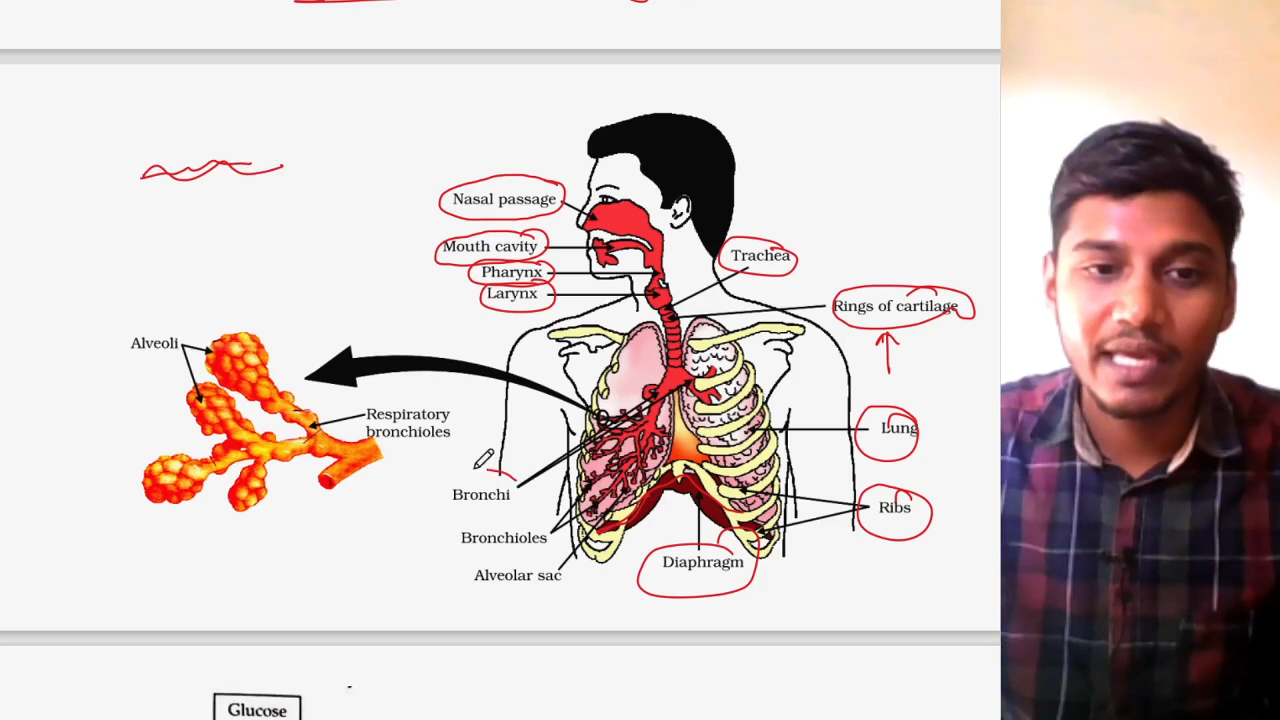 Nasal passage
Mouth cavity
Pharynx
Larynx
Trachea
Rings of cartilage
Alveoli
Respiratory
bronchioles
Lung
Bronchi
Ribs
Bronchioles
Diaphragm
Alveolar sac
Glucose